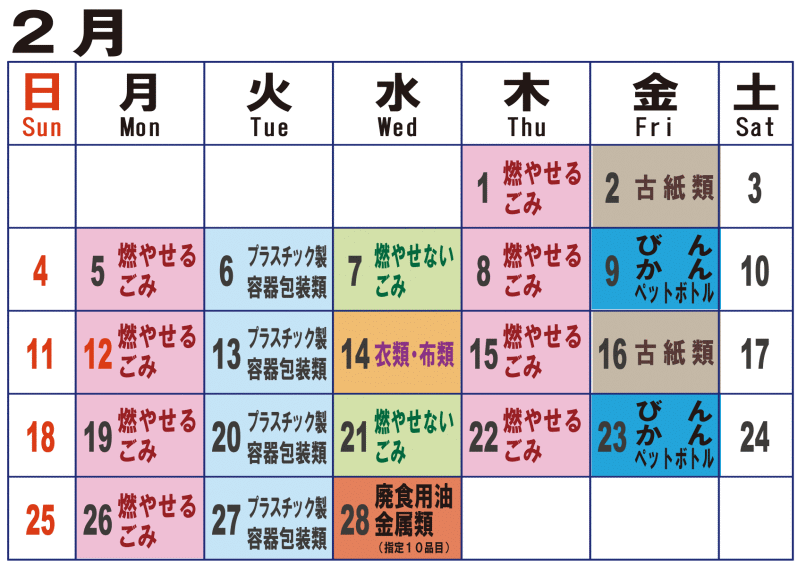 2月
日 月 火 水 木 金 土
Sun Mon Tue Wed Thu Fri Sat
1 燃やせる
ごみ
2 古紙類
3
4
5 燃やせる
ごみ
6 プラスチック製
容器包装類
7 燃やせない
ごみ
8 燃やせる
ごみ
9 びん
かん
ペットボトル
10
11
12 燃やせる
ごみ
13 プラスチック製
容器包装類
14 衣類・布類
15 燃やせる
ごみ
16 古紙類
17
18
19 燃やせる
ごみ
20 プラスチック製
容器包装類
21 燃やせない
ごみ
22 燃やせる
ごみ
23 びん
かん
ペットボトル
24
25
26 燃やせる
ごみ
27 プラスチック製
容器包装類
28 廃食用油
金属類
(指定10品目)